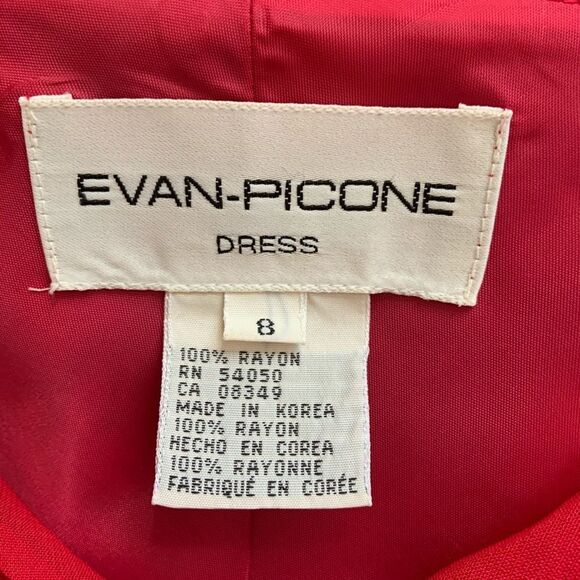 EVAN-PICONE
DRESS
8
100% RAYON
RN 54050
CA 08349
MADE IN KOREA
100% RAYON
HECHO EN COREA
100% RAYONNE
FABRIQUÉ EN CORÉE